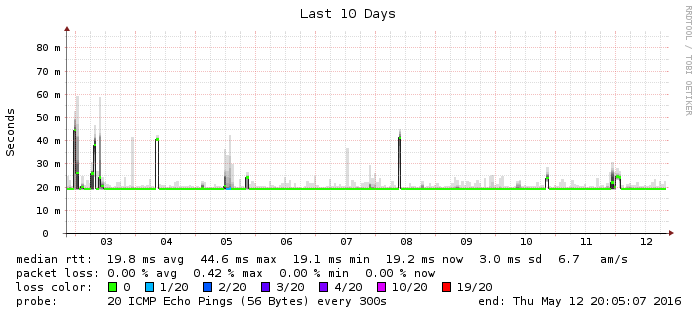 Last 10 Days
RRDTOOL / TOBI OETIKER
Seconds
80 m
70 m
60 m
50 m
40 m
30 m
20 m
10 m
0
03 04 05 06 07 08 09 10 11 12
median rtt: 19.8 ms avg 44.6 ms max 19.1 ms min 19.2 ms now 3.0 ms sd 6.7 am/s
packet loss: 0.00 % avg 0.42 % max 0.00 % min 0.00 % now
loss color: 0 1/20 2/20 3/20 4/20 10/20 19/20
probe: 20 ICMP Echo Pings (56 Bytes) every 300s end: Thu May 12 20:05:07 2016